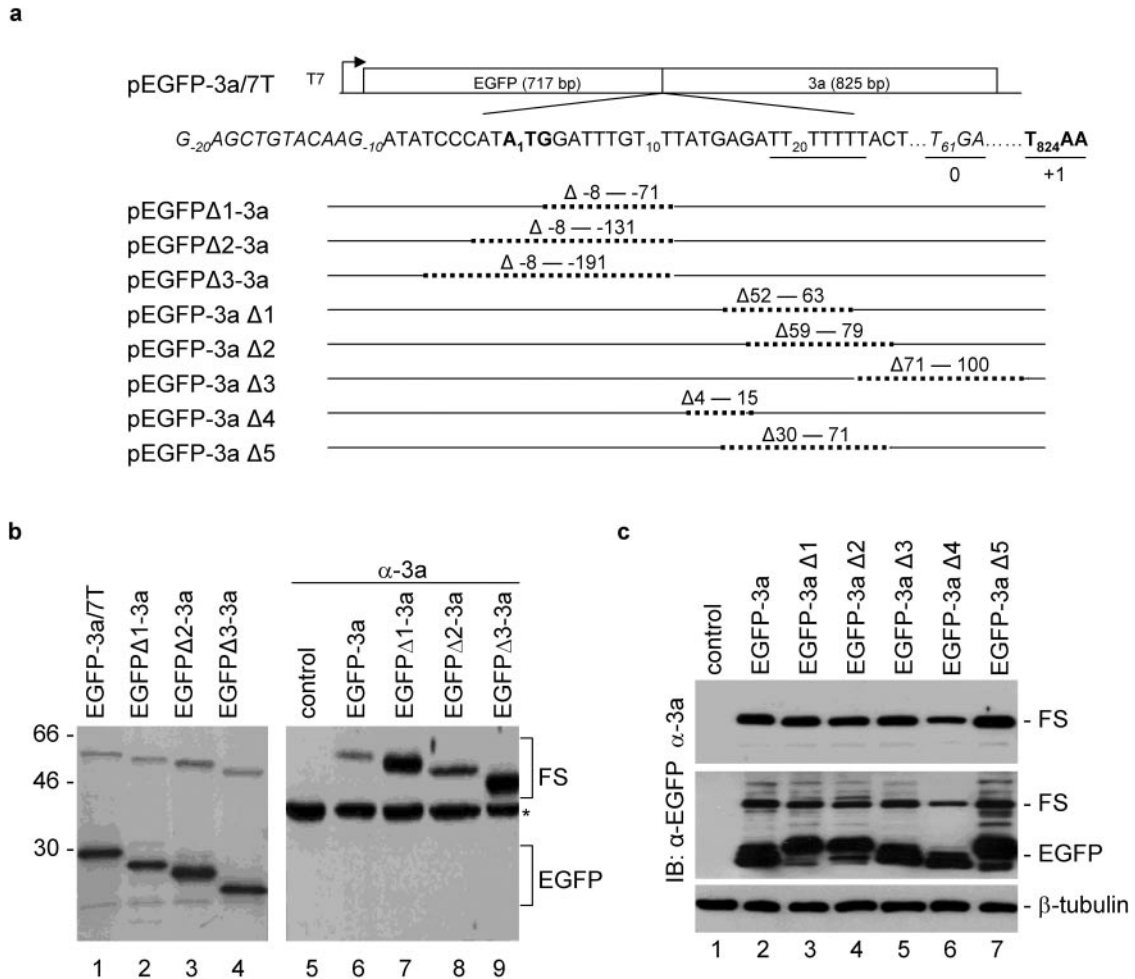 a
pEGFP-3a/7T T7 EGFP (717 bp) 3a (825 bp)
G-20AGCTGTACAAG-10ATATCCCATA1TGGATTTGT10TTATGAGATT20TTTTTACT...T61GA......T824AA
0 +1
pEGFPΔ1-3a Δ -8 — -71
pEGFPΔ2-3a Δ -8 — -131
pEGFPΔ3-3a Δ -8 — -191
pEGFP-3a Δ1 Δ52 — 63
pEGFP-3a Δ2 Δ59 — 79
pEGFP-3a Δ3 Δ71 — 100
pEGFP-3a Δ4 Δ4 — 15
pEGFP-3a Δ5 Δ30 — 71
b
α-3a
EGFP-3a/7T
EGFPΔ1-3a
EGFPΔ2-3a
EGFPΔ3-3a
control
EGFP-3a
EGFPΔ1-3a
EGFPΔ2-3a
EGFPΔ3-3a
66 -
46 -
30 -
FS
*
EGFP
1 2 3 4 5 6 7 8 9
c
control
EGFP-3a
EGFP-3a Δ1
EGFP-3a Δ2
EGFP-3a Δ3
EGFP-3a Δ4
EGFP-3a Δ5
IB: α-EGFP α-3a
- FS
- FS
- EGFP
- β-tubulin
1 2 3 4 5 6 7